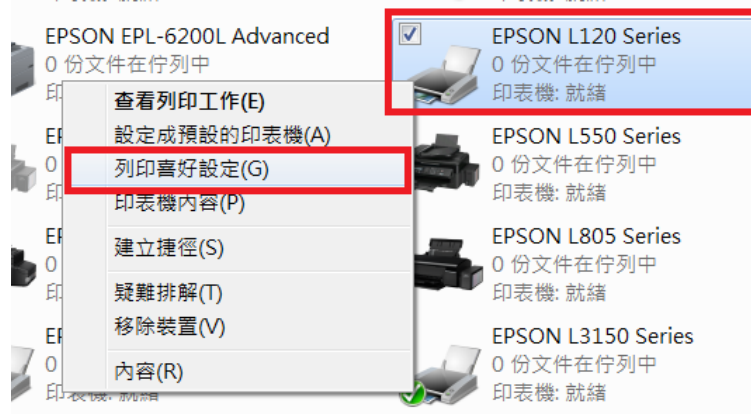 EPSON EPL-6200L Advanced
0 份文件在佇列中
印
查看列印工作(E)
設定成預設的印表機(A)
列印喜好設定(G)
印表機內容(P)
建立捷徑(S)
疑難排解(T)
移除裝置(V)
內容(R)
EPSON L120 Series
0 份文件在佇列中
印表機: 就緒
EPSON L550 Series
0 份文件在佇列中
印表機: 就緒
EPSON L805 Series
0 份文件在佇列中
印表機: 就緒
EPSON L3150 Series
0 份文件在佇列中
印表機: 就緒